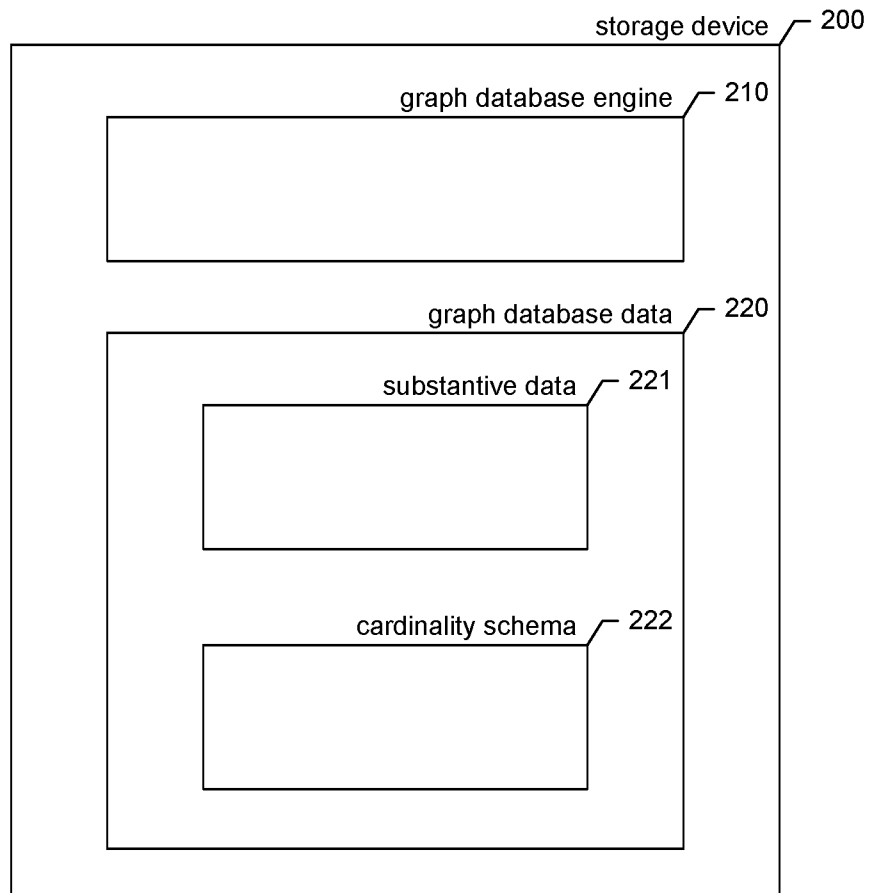 storage device 200
graph database engine 210
graph database data 220
substantive data 221
cardinality schema 222